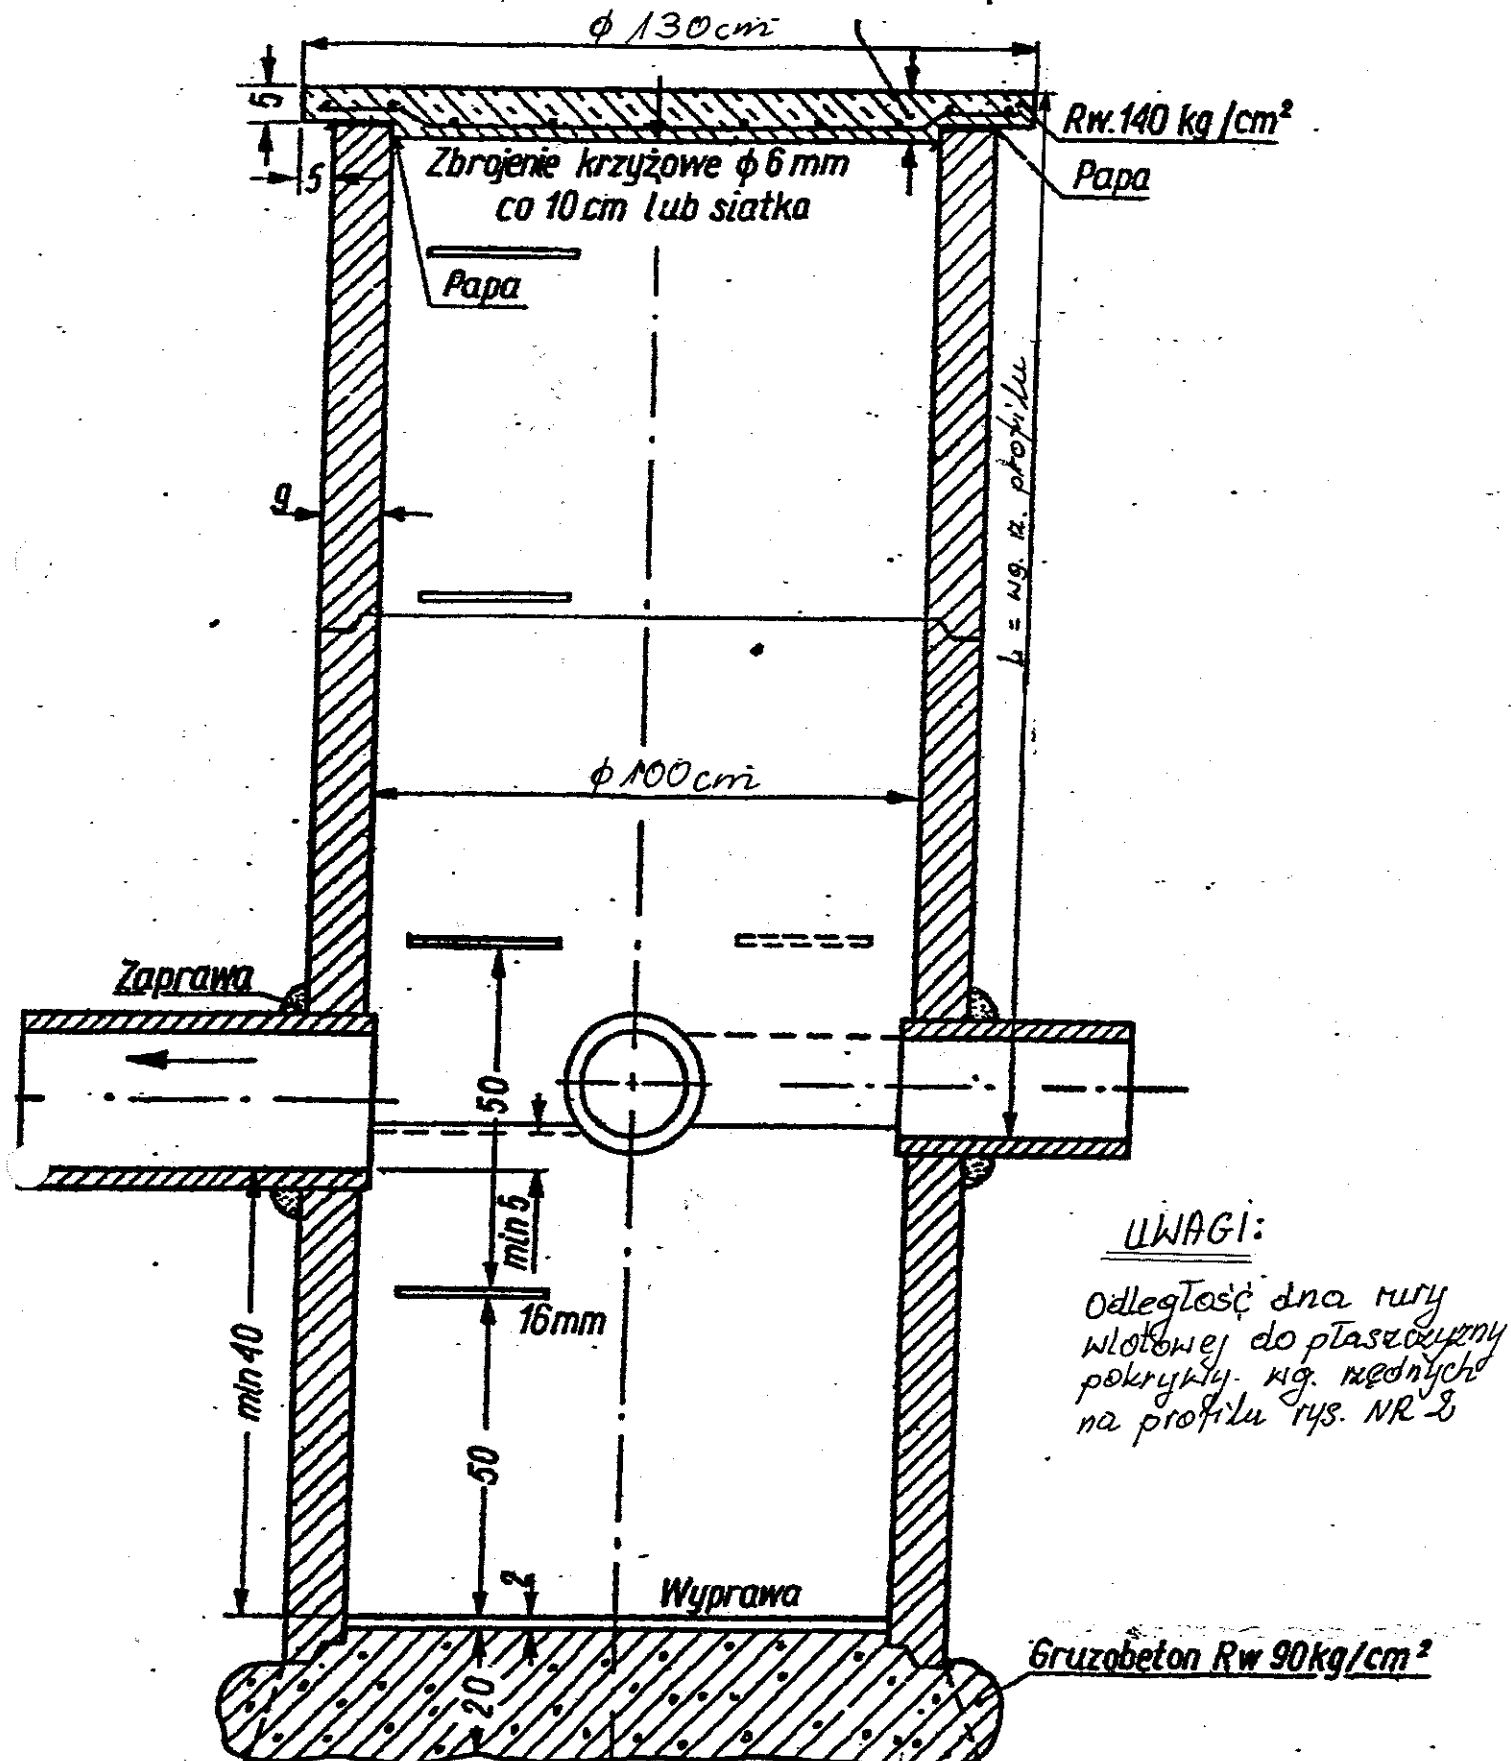 ϕ 130cm
5
Rw. 140 kg/cm²
Zbrojenie krzyżowe ϕ 6 mm
co 10 cm lub siatka
Papa
5
Papa
h = wg. rz. profilu
9
ϕ 100cm
Zaprawa
50
min 5
16mm
min 40
50
UWAGI:
Odległość dna rury
wlotowej do płaszczyzny
pokrywy. wg. rzędnych
na profilu rys. NR 2
2
Wyprawa
Gruzobeton Rw 90kg/cm²
20